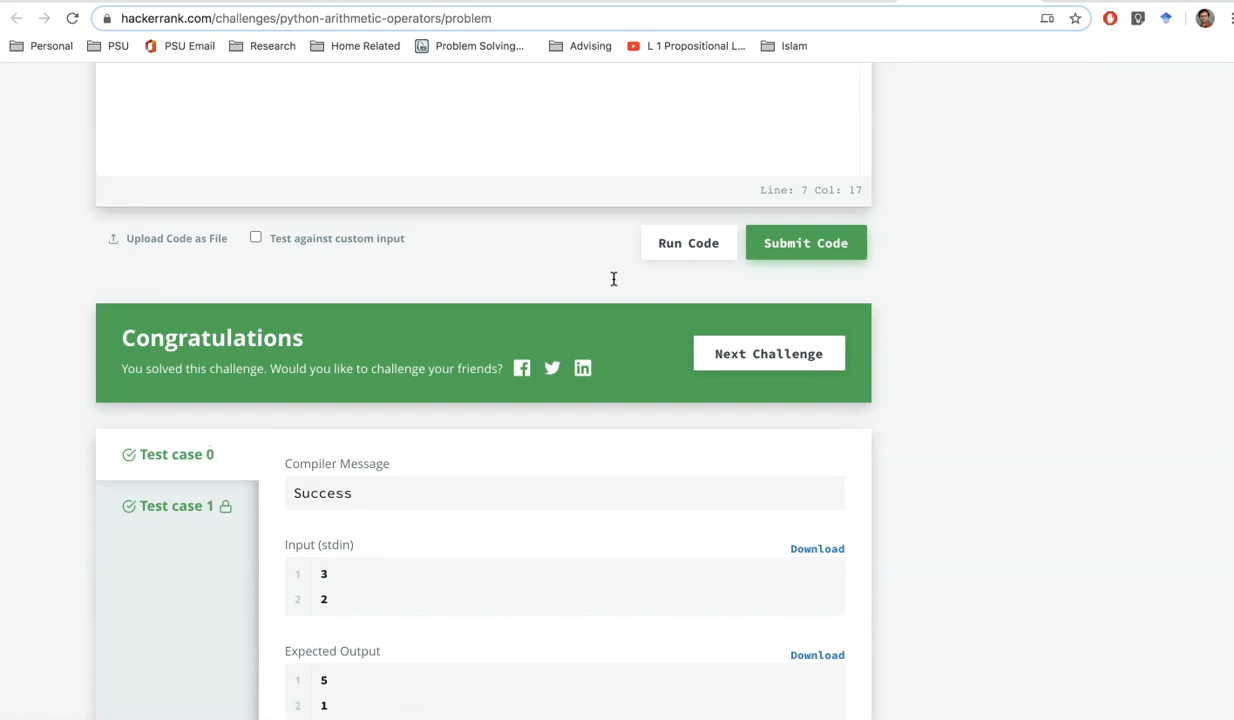 hackerrank.com/challenges/python-arithmetic-operators/problem
Personal PSU PSU Email Research Home Related Problem Solving... Advising L 1 Propositional L... Islam
Line: 7 Col: 17
Upload Code as File Test against custom input Run Code Submit Code
Congratulations
You solved this challenge. Would you like to challenge your friends?
Next Challenge
Test case 0
Test case 1
Compiler Message
Success
Input (stdin) Download
1 3
2 2
Expected Output Download
1 5
2 1